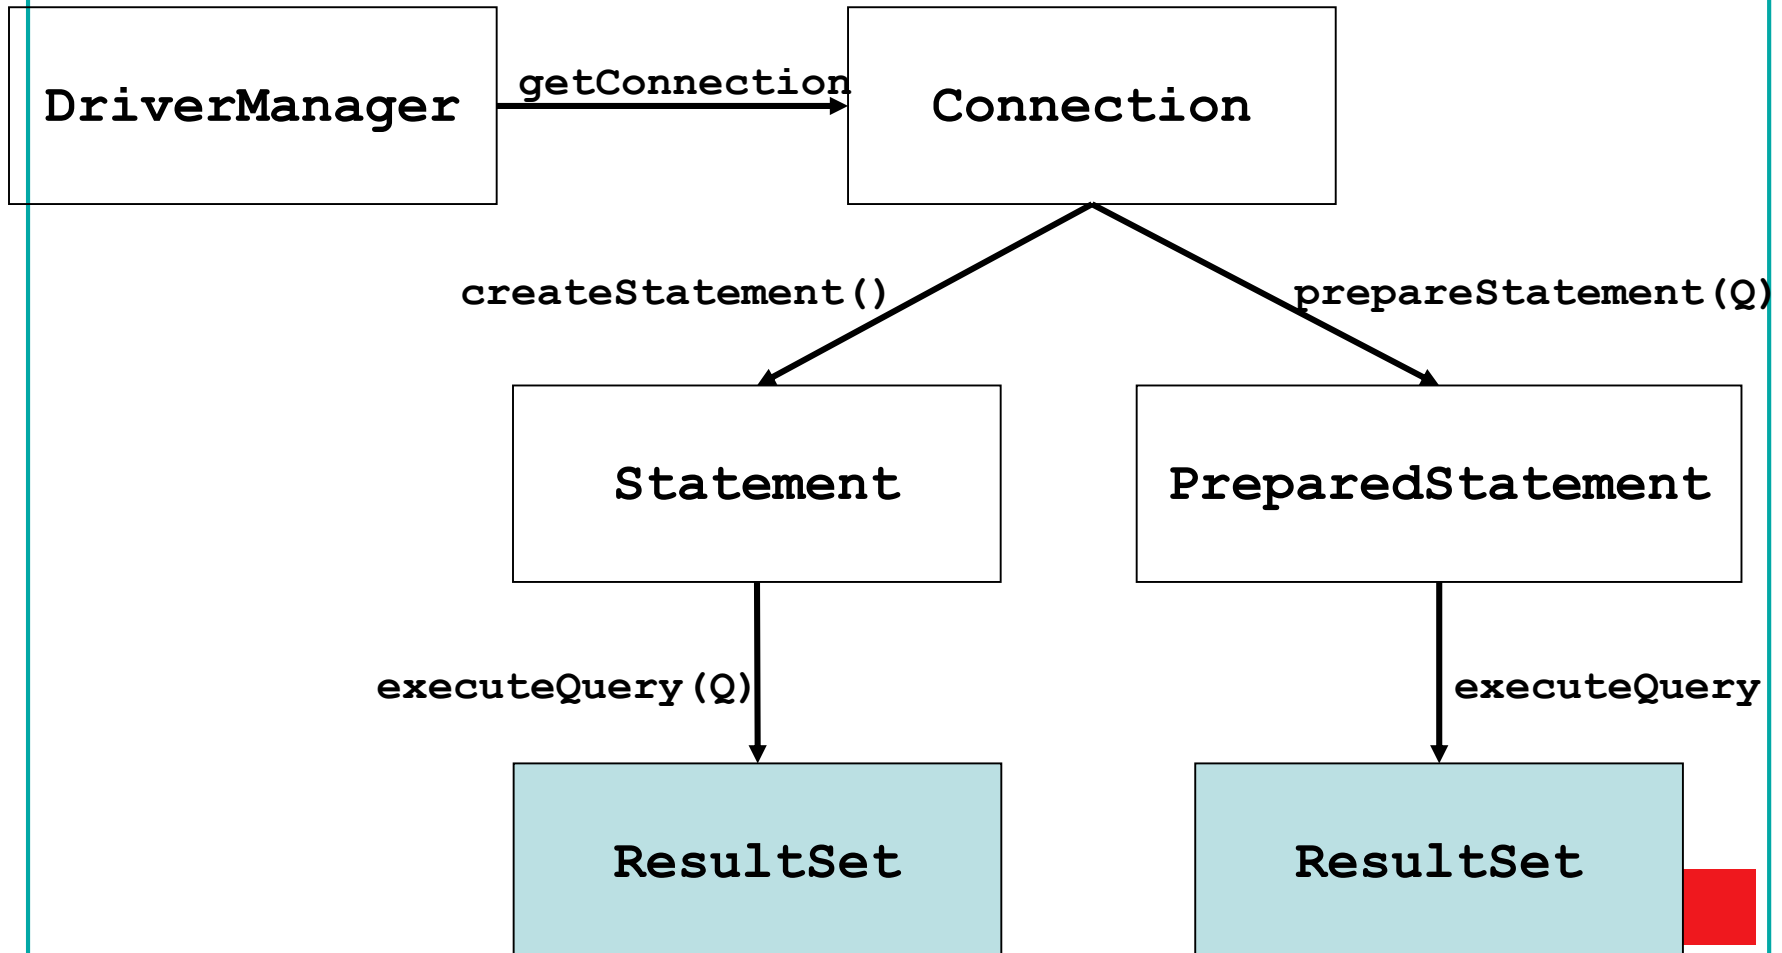 DriverManager
getConnection
Connection
createStatement()
prepareStatement(Q)
Statement
PreparedStatement
executeQuery(Q)
executeQuery
ResultSet
ResultSet